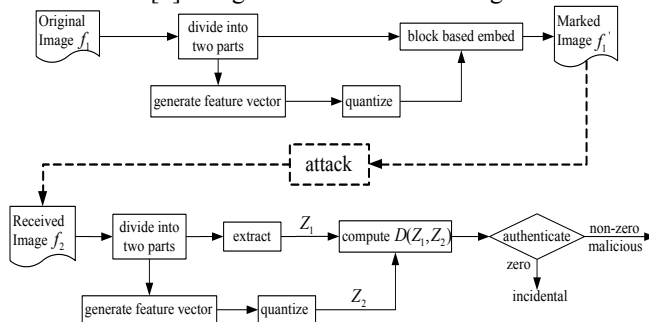 Original
Image f₁
divide into
two parts
block based embed
Marked
Image f₁'
generate feature vector
quantize
attack
Received
Image f₂
divide into
two parts
extract
Z₁
compute D(Z₁,Z₂)
authenticate
non-zero
malicious
zero
incidental
generate feature vector
quantize
Z₂